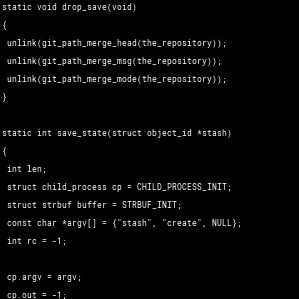 static void drop_save(void)
{
 unlink(git_path_merge_head(the_repository));
 unlink(git_path_merge_msg(the_repository));
 unlink(git_path_merge_mode(the_repository));
}

static int save_state(struct object_id *stash)
{
 int len;
 struct child_process cp = CHILD_PROCESS_INIT;
 struct strbuf buffer = STRBUF_INIT;
 const char *argv[] = {"stash", "create", NULL};
 int rc = -1;

 cp.argv = argv;
 cp.out = -1;